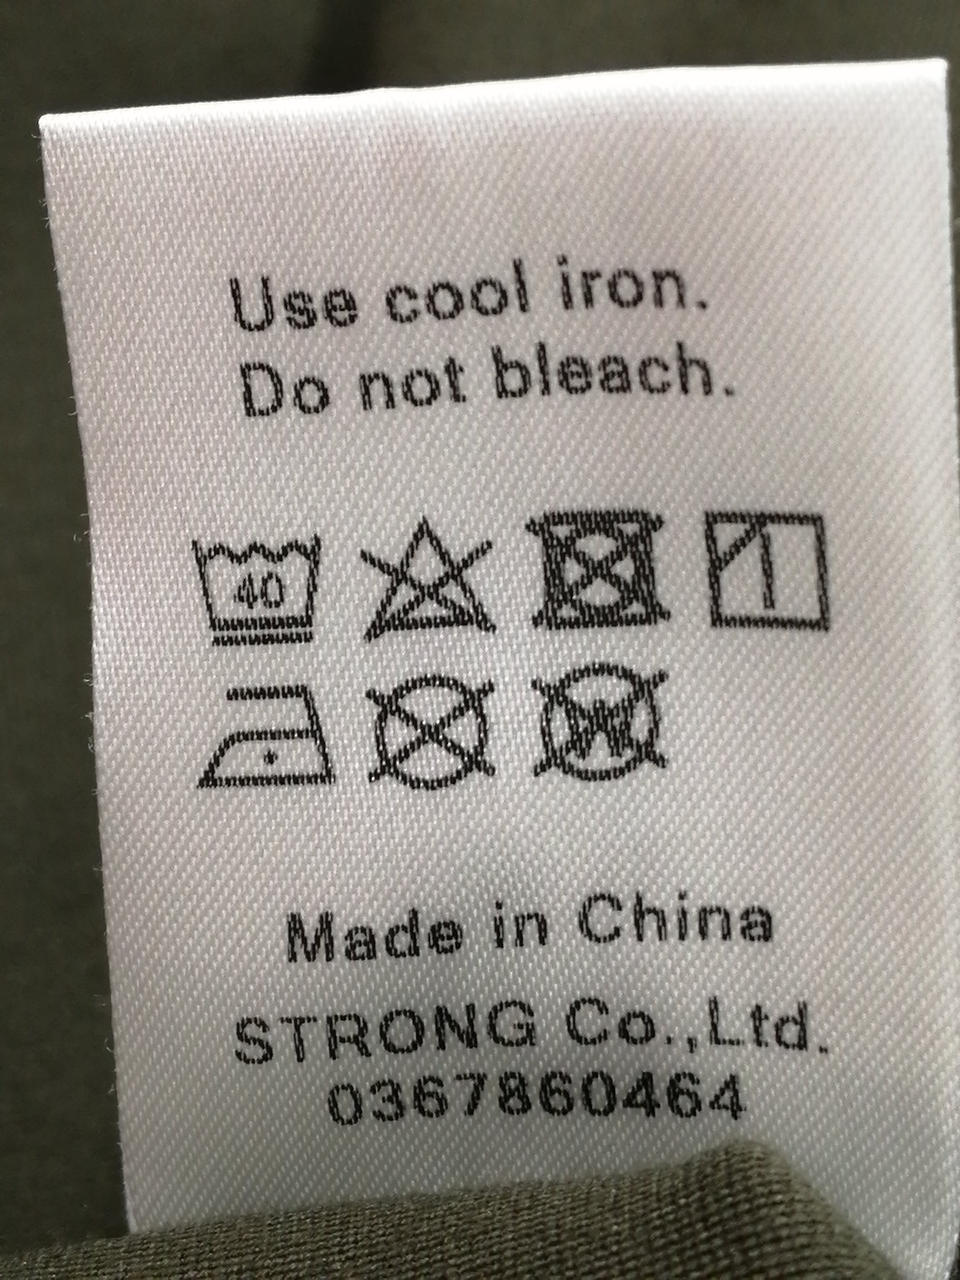 Use cool iron.
Do not bleach.
40
W
Made in China
STRONG Co.,Ltd.
0367860464